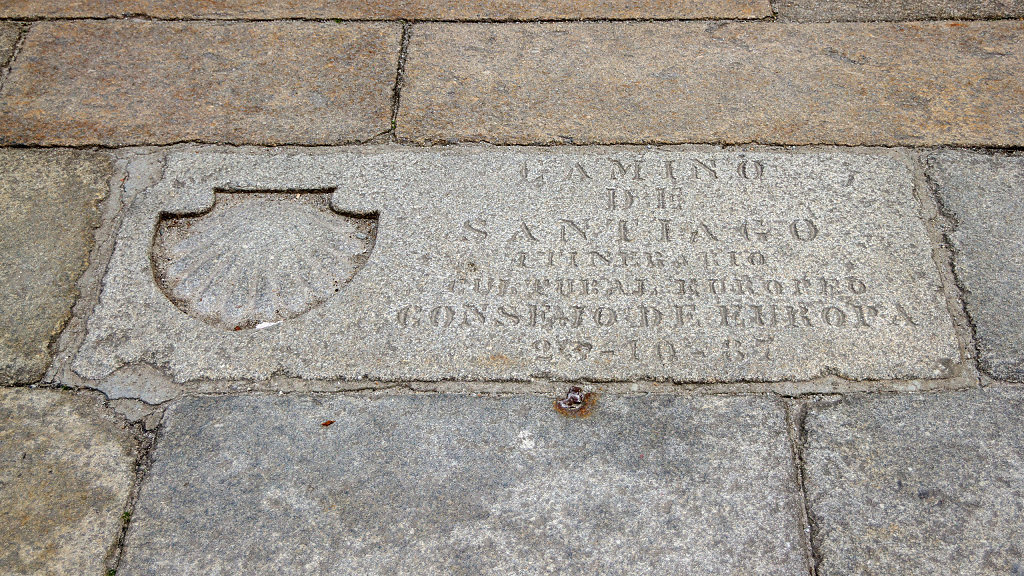 CAMINO
DE
SANTIAGO
ITINERARIO
CULTURAL EUROPEO
CONSEJO DE EUROPA
23-10-87